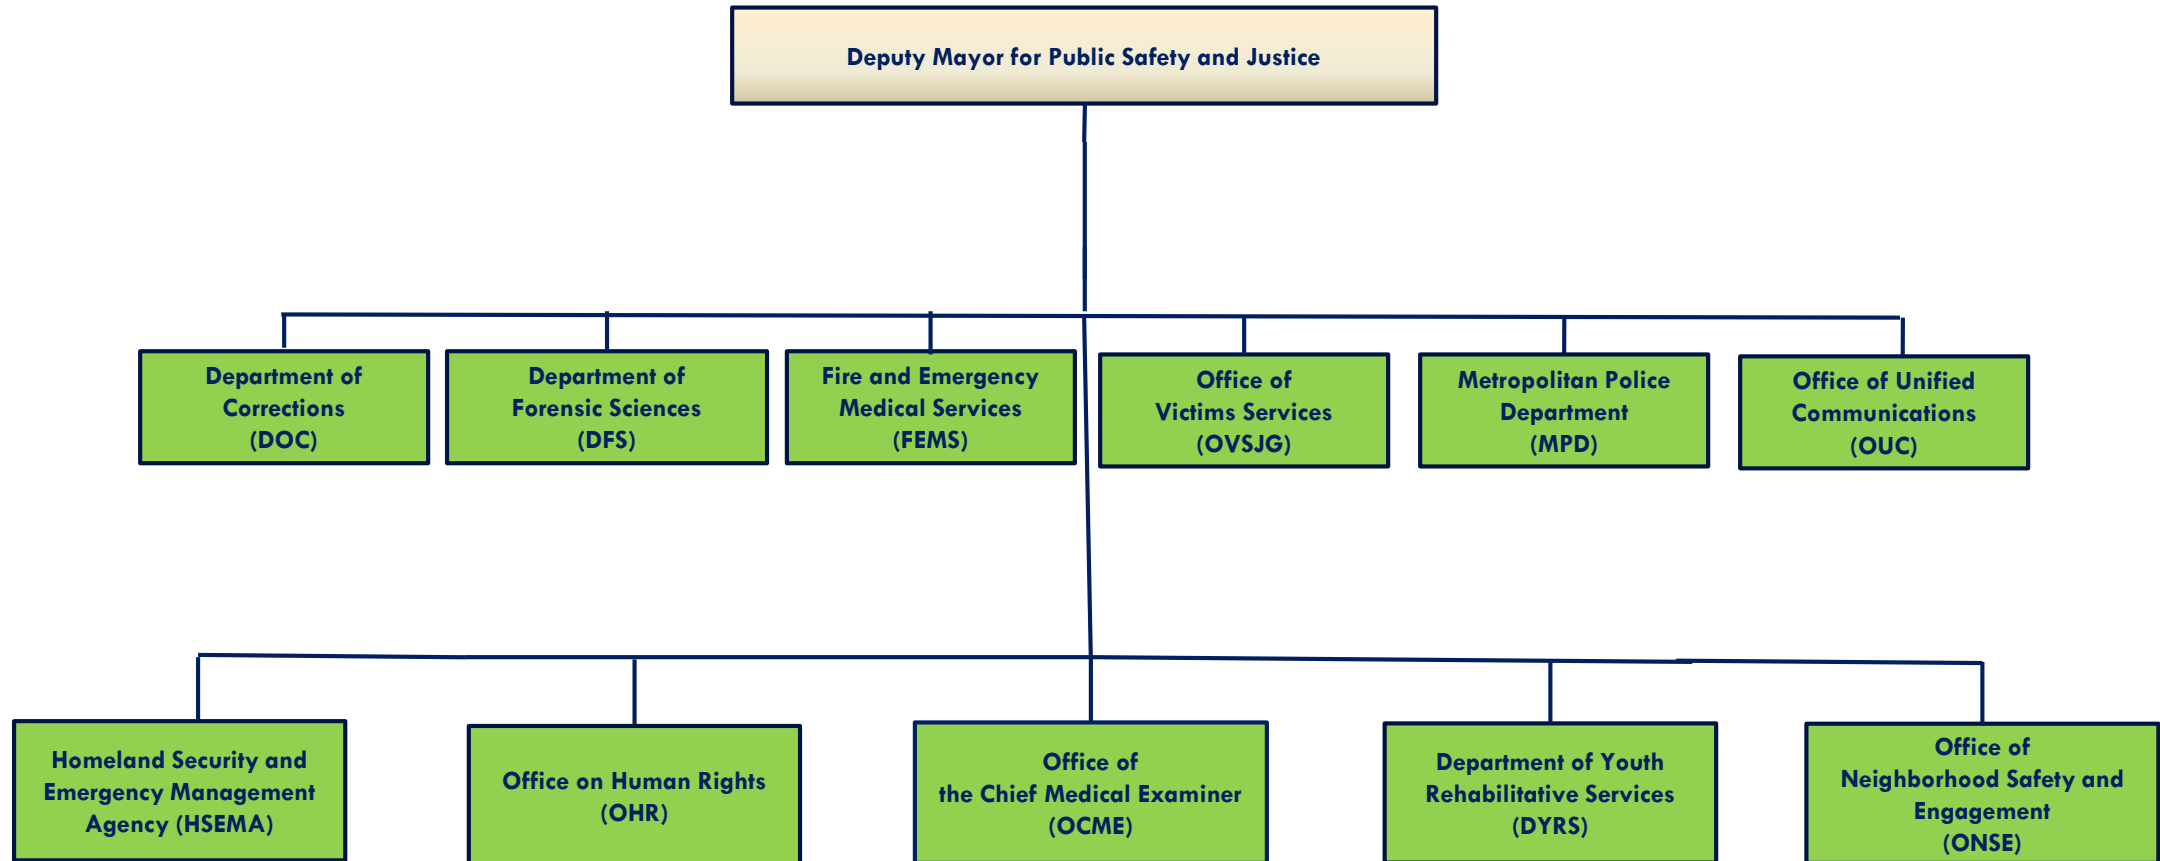 Deputy Mayor for Public Safety and Justice
Department of
Corrections
(DOC)
Department of
Forensic Sciences
(DFS)
Fire and Emergency
Medical Services
(FEMS)
Office of
Victims Services
(OVSJG)
Metropolitan Police
Department
(MPD)
Office of Unified
Communications
(OUC)
Homeland Security and
Emergency Management
Agency (HSEMA)
Office on Human Rights
(OHR)
Office of
the Chief Medical Examiner
(OCME)
Department of Youth
Rehabilitative Services
(DYRS)
Office of
Neighborhood Safety and
Engagement
(ONSE)